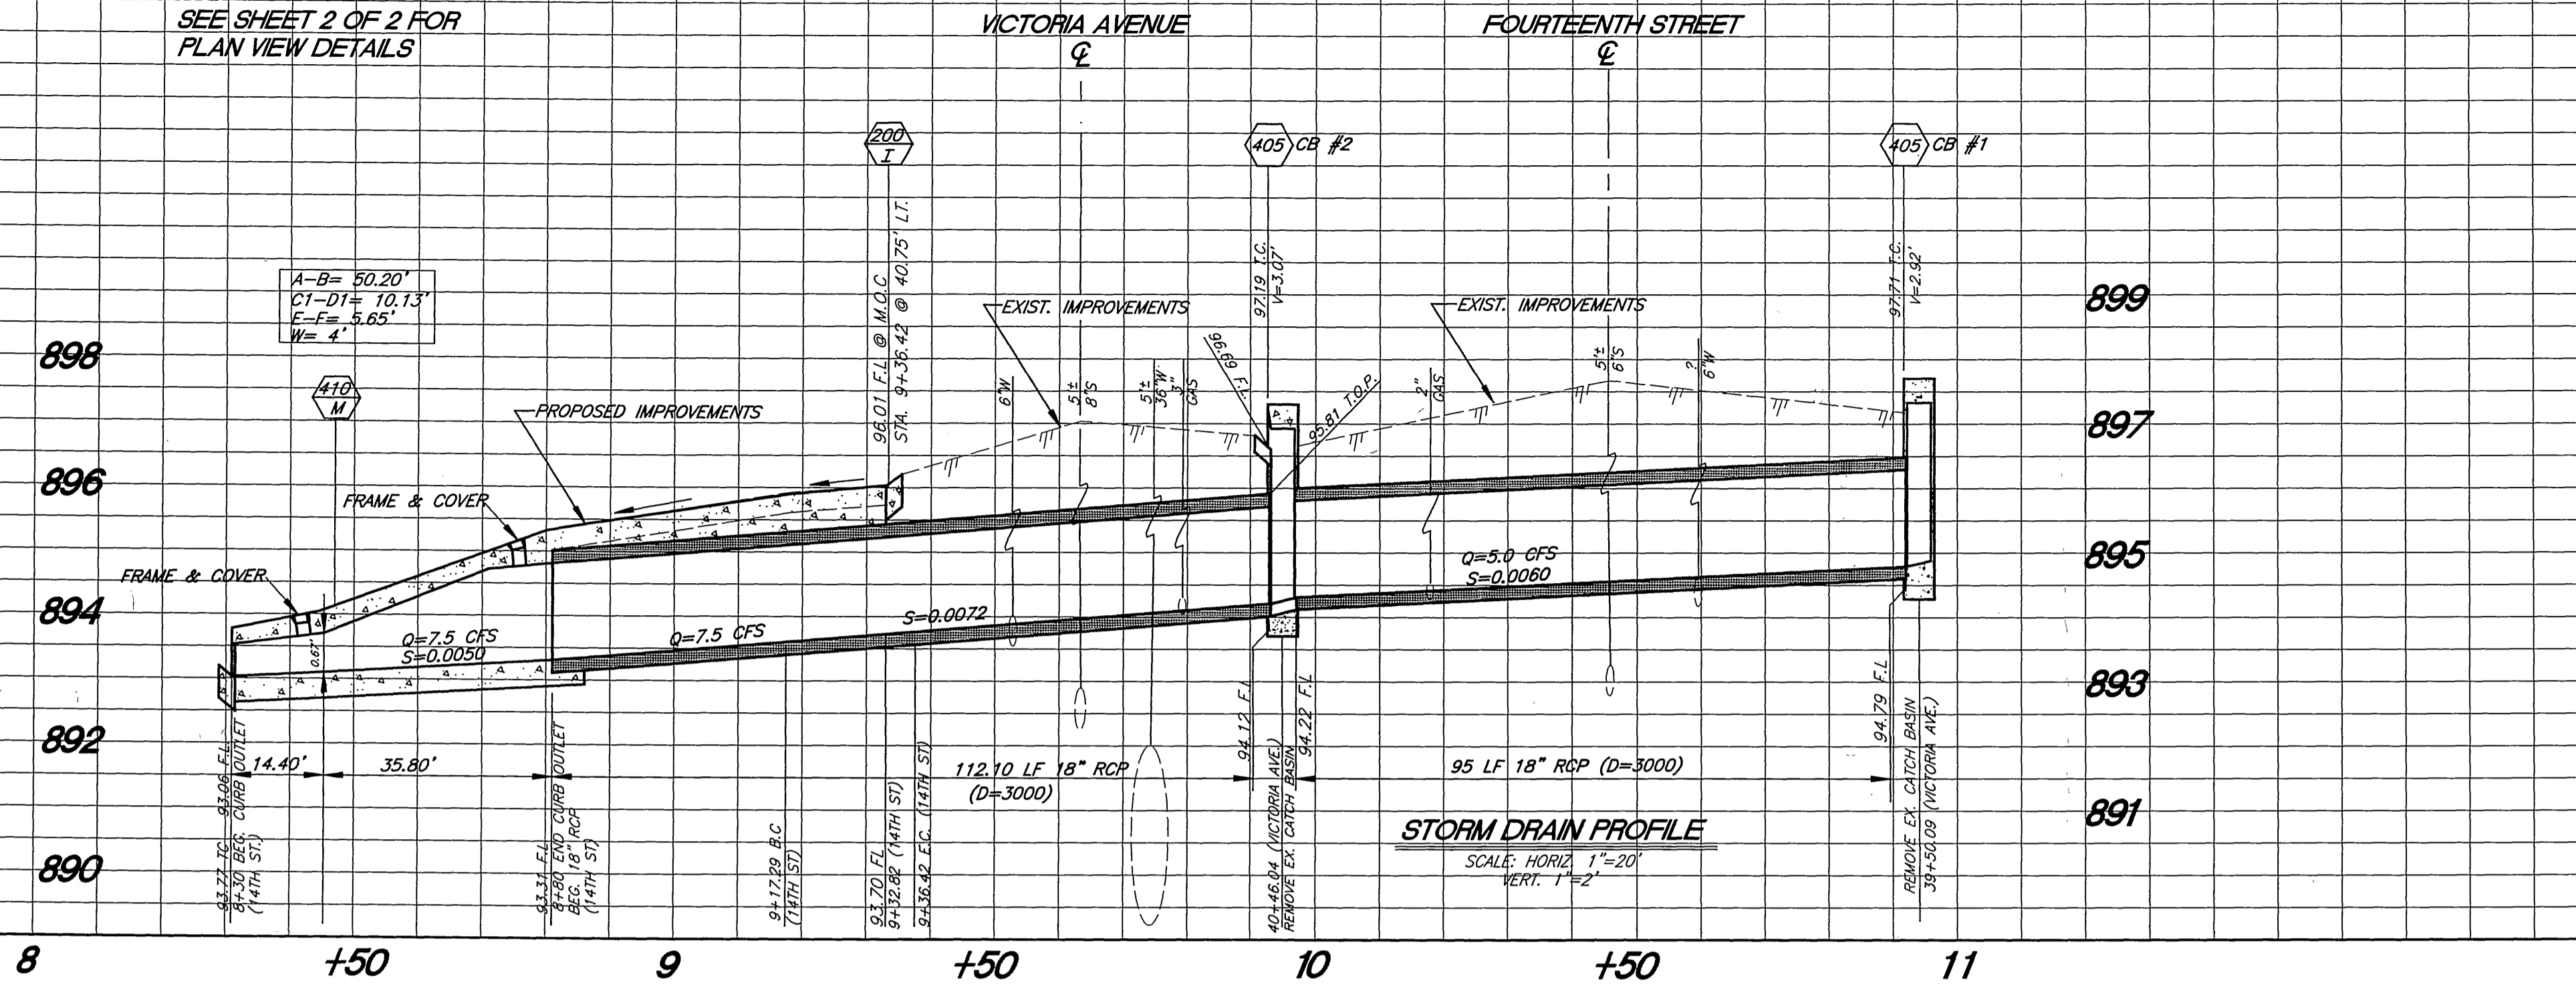 SEE SHEET 2 OF 2 FOR
PLAN VIEW DETAILS
VICTORIA AVENUE
℄
FOURTEENTH STREET
℄
200
I
405
CB #2
405
CB #1
96.01 F.L @ M.O.C
STA. 9+36.42 @ 40.75' LT.
97.19 T.C.
V=3.07'
97.71 T.C.
V=2.92'
A-B= 50.20'
C1-D1= 10.13'
E-F= 5.65'
W= 4'
410
M
EXIST. IMPROVEMENTS
EXIST. IMPROVEMENTS
PROPOSED IMPROVEMENTS
FRAME & COVER
FRAME & COVER
6"W
5'±
8"S
5'±
36"W
3"
GAS
96.69 F.L.
95.81 T.O.P.
2"
GAS
5'±
6"S
?
6"W
898
896
894
892
890
899
897
895
893
891
0.67'
Q=7.5 CFS
S=0.0050
Q=7.5 CFS
S=0.0072
Q=5.0 CFS
S=0.0060
14.40'
35.80'
112.10 LF 18" RCP
(D=3000)
95 LF 18" RCP (D=3000)
93.77 TC
93.06 F.L.
8+30 BEG. CURB OUTLET
(14TH ST.)
93.31 F.L
8+80 END CURB OUTLET
BEG. 18" RCP
(14TH ST)
9+17.29 B.C
(14TH ST)
93.70 FL
9+32.82 (14TH ST)
9+36.42 E.C. (14TH ST)
94.12 F.L
40+46.04 (VICTORIA AVE.)
REMOVE EX. CATCH BASIN
94.22 F.L
94.79 F.L
REMOVE EX. CATCH BASIN
39+50.09 (VICTORIA AVE.)
STORM DRAIN PROFILE
SCALE: HORIZ. 1"=20'
VERT. 1"=2'
8
+50
9
+50
10
+50
11